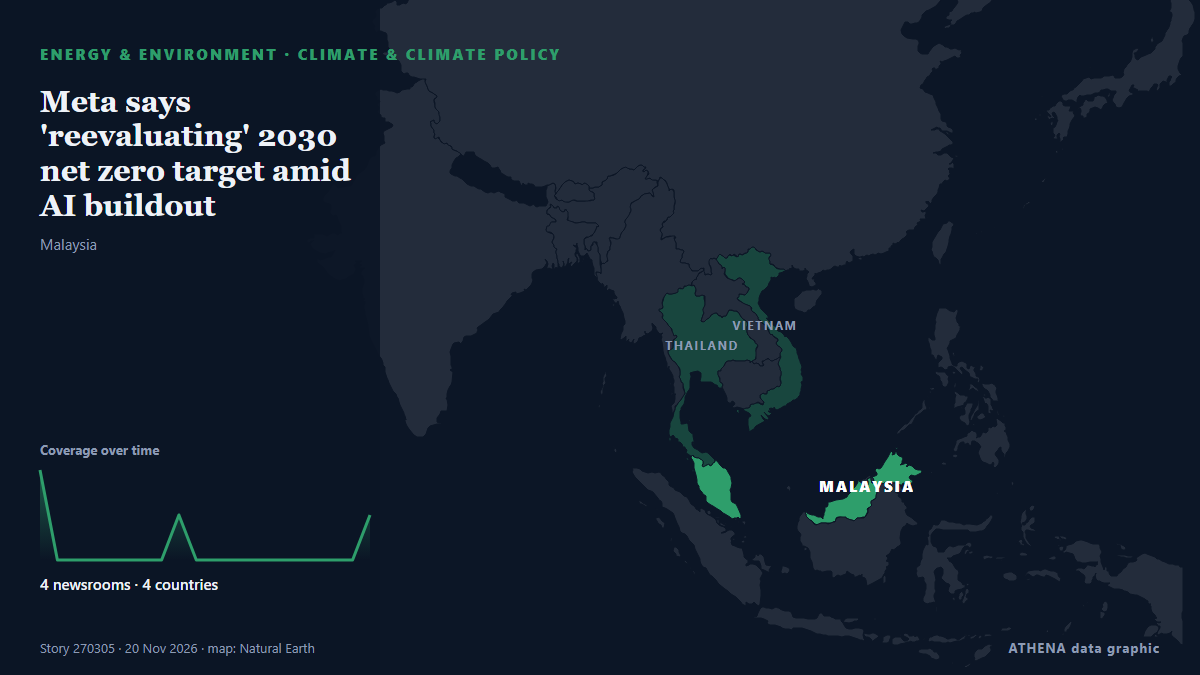 ENERGY & ENVIRONMENT · CLIMATE & CLIMATE POLICY
Meta says
'reevaluating' 2030
net zero target amid
AI buildout
Malaysia
VIETNAM
THAILAND
MALAYSIA
Coverage over time
4 newsrooms · 4 countries
Story 270305 · 20 Nov 2026 · map: Natural Earth
ATHENA data graphic